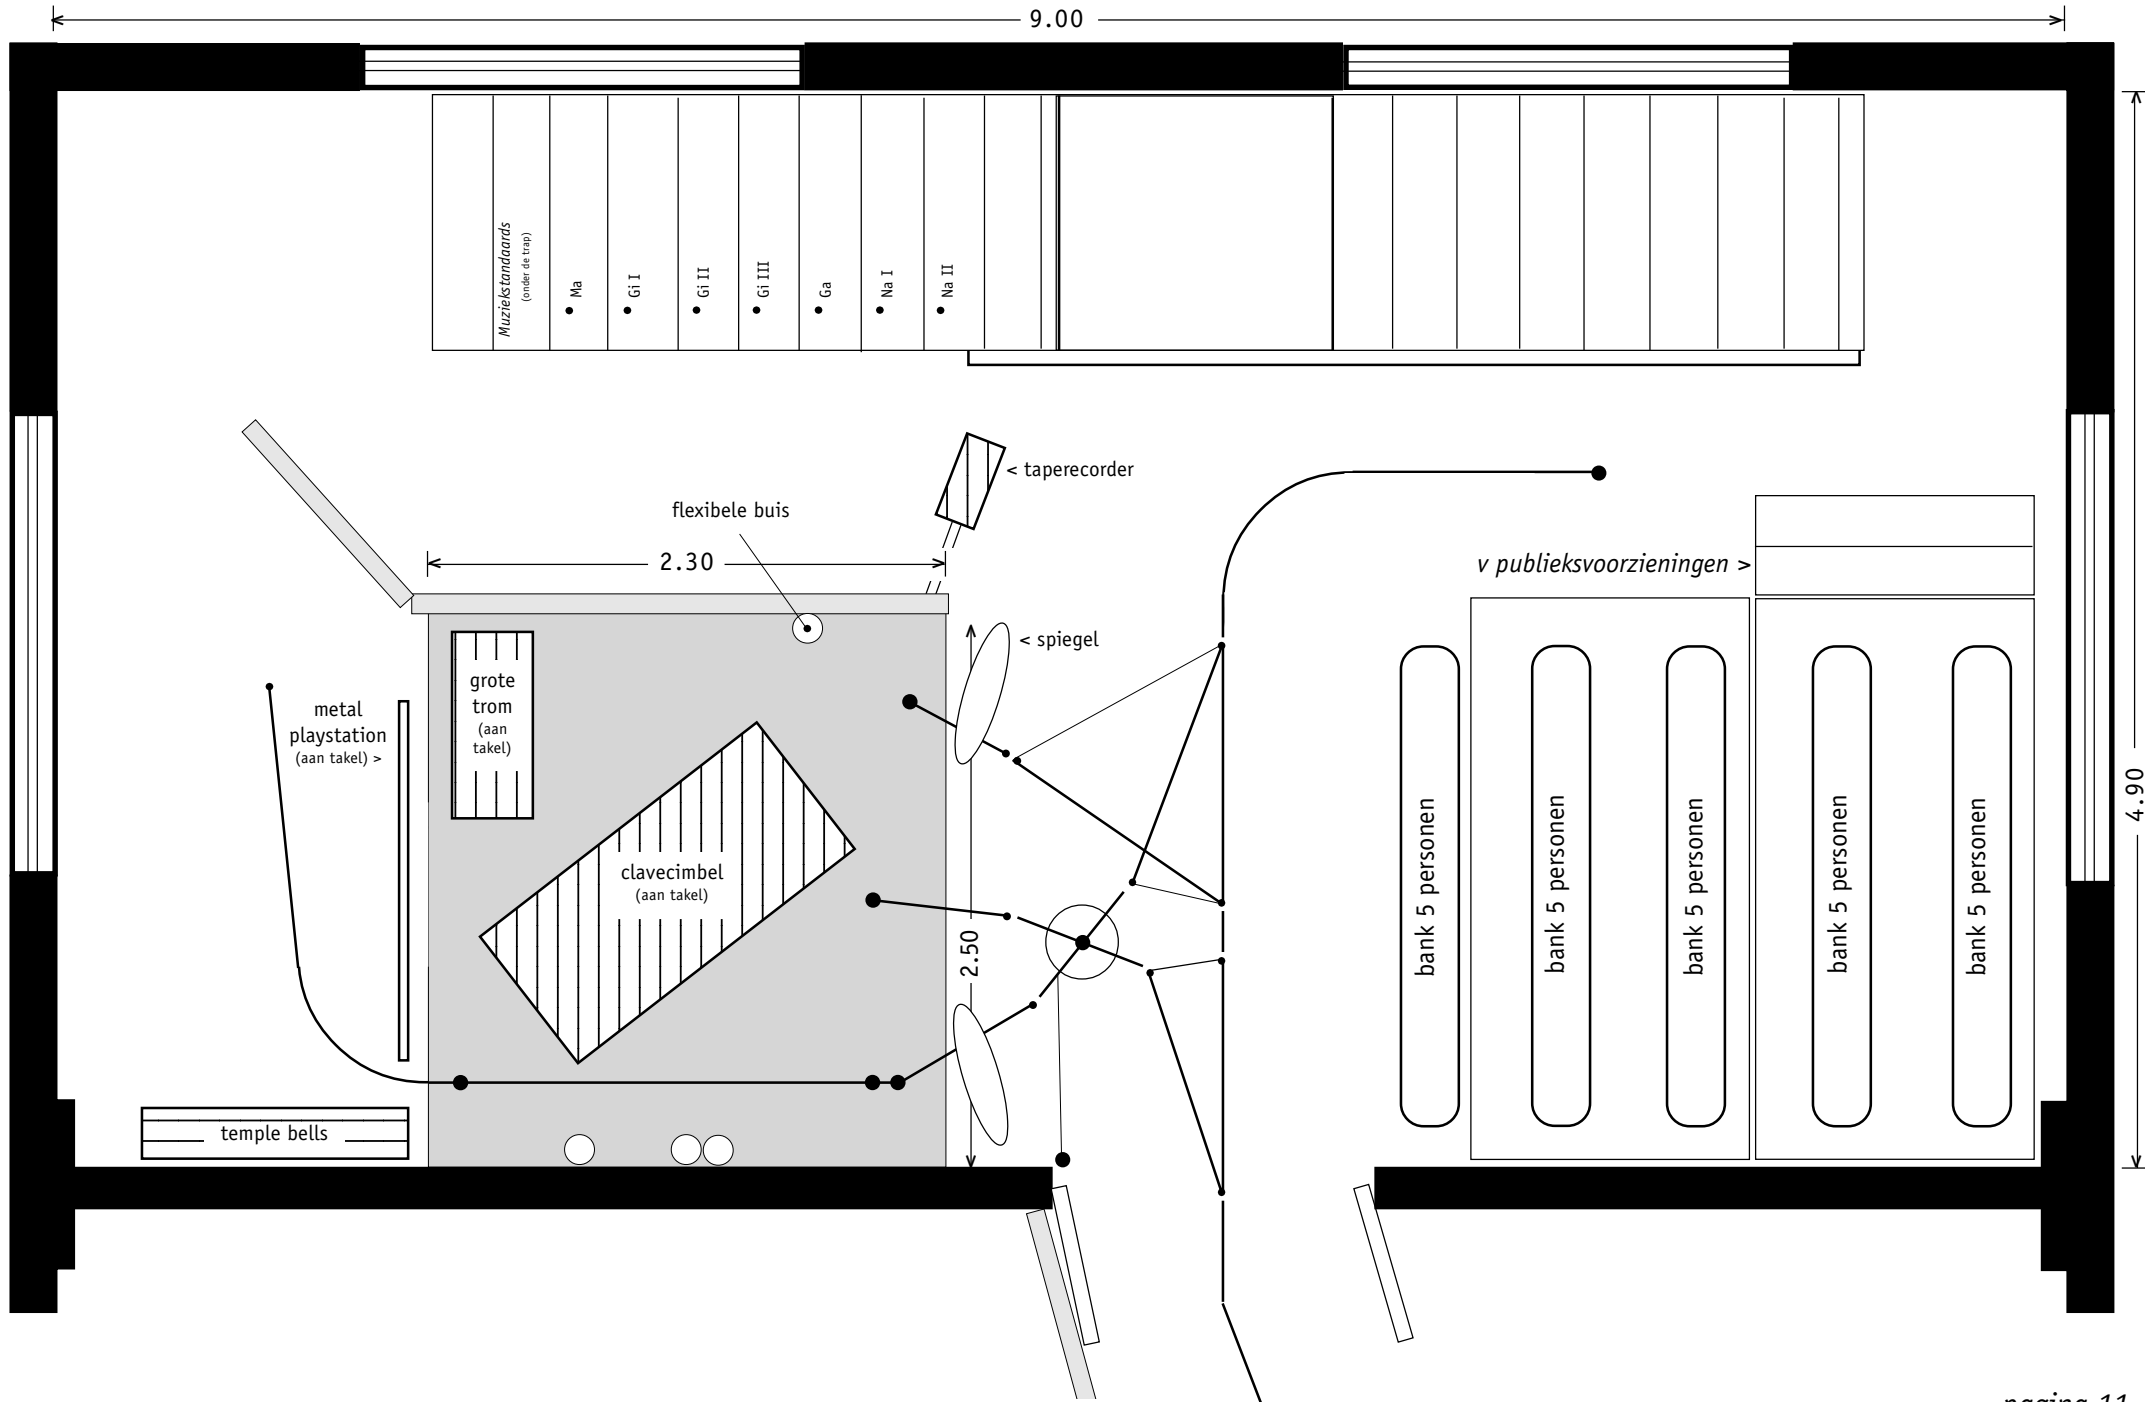 9.00
Muziekstandaards
(onder de trap)
Ma
Gi I
Gi II
Gi III
Ga
Na I
Na II
< taperecorder
flexibele buis
2.30
v publieksvoorzieningen >
< spiegel
grote
trom
(aan
takel)
metal
playstation
(aan takel) >
4.90
clavecimbel
(aan takel)
2.50
bank 5 personen
bank 5 personen
bank 5 personen
bank 5 personen
bank 5 personen
temple bells
pagina 11